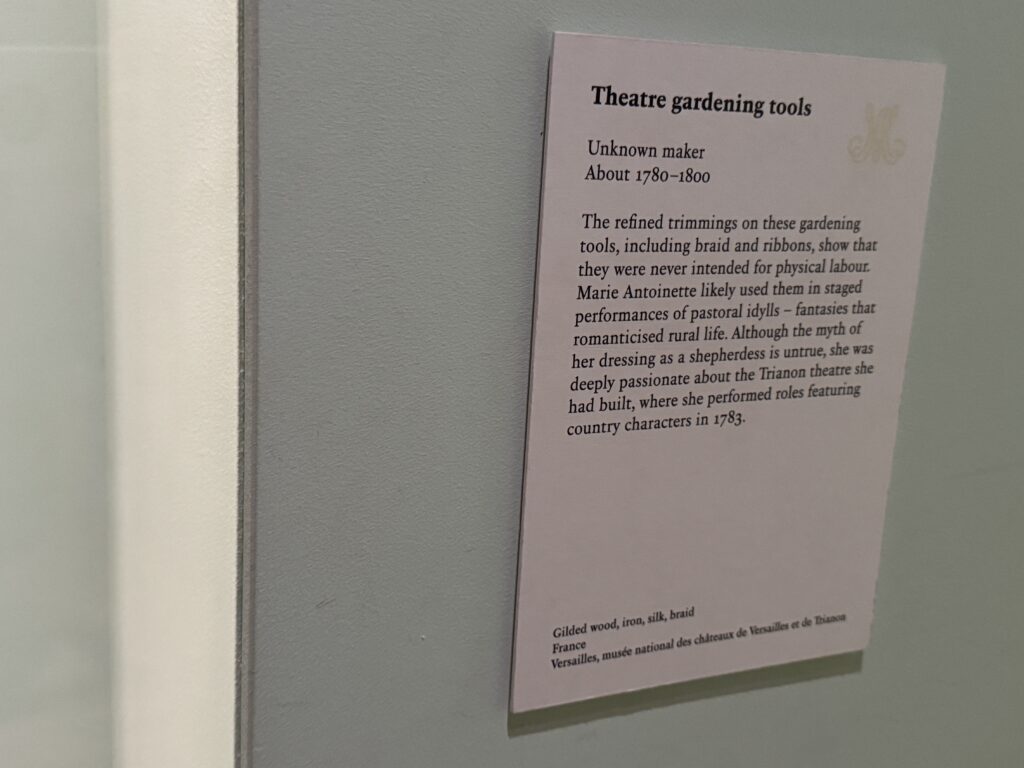 Theatre gardening tools
Unknown maker
About 1780–1800
The refined trimmings on these gardening
tools, including braid and ribbons, show that
they were never intended for physical labour.
Marie Antoinette likely used them in staged
performances of pastoral idylls – fantasies that
romanticised rural life. Although the myth of
her dressing as a shepherdess is untrue, she was
deeply passionate about the Trianon theatre she
had built, where she performed roles featuring
country characters in 1783.
Gilded wood, iron, silk, braid
France
Versailles, musée national des châteaux de Versailles et de Trianon